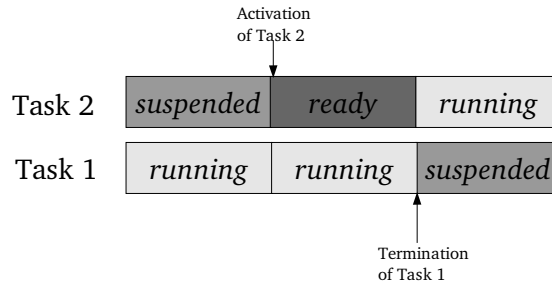 Activation
of Task 2
Task 2 suspended ready running
Task 1 running running suspended
Termination
of Task 1